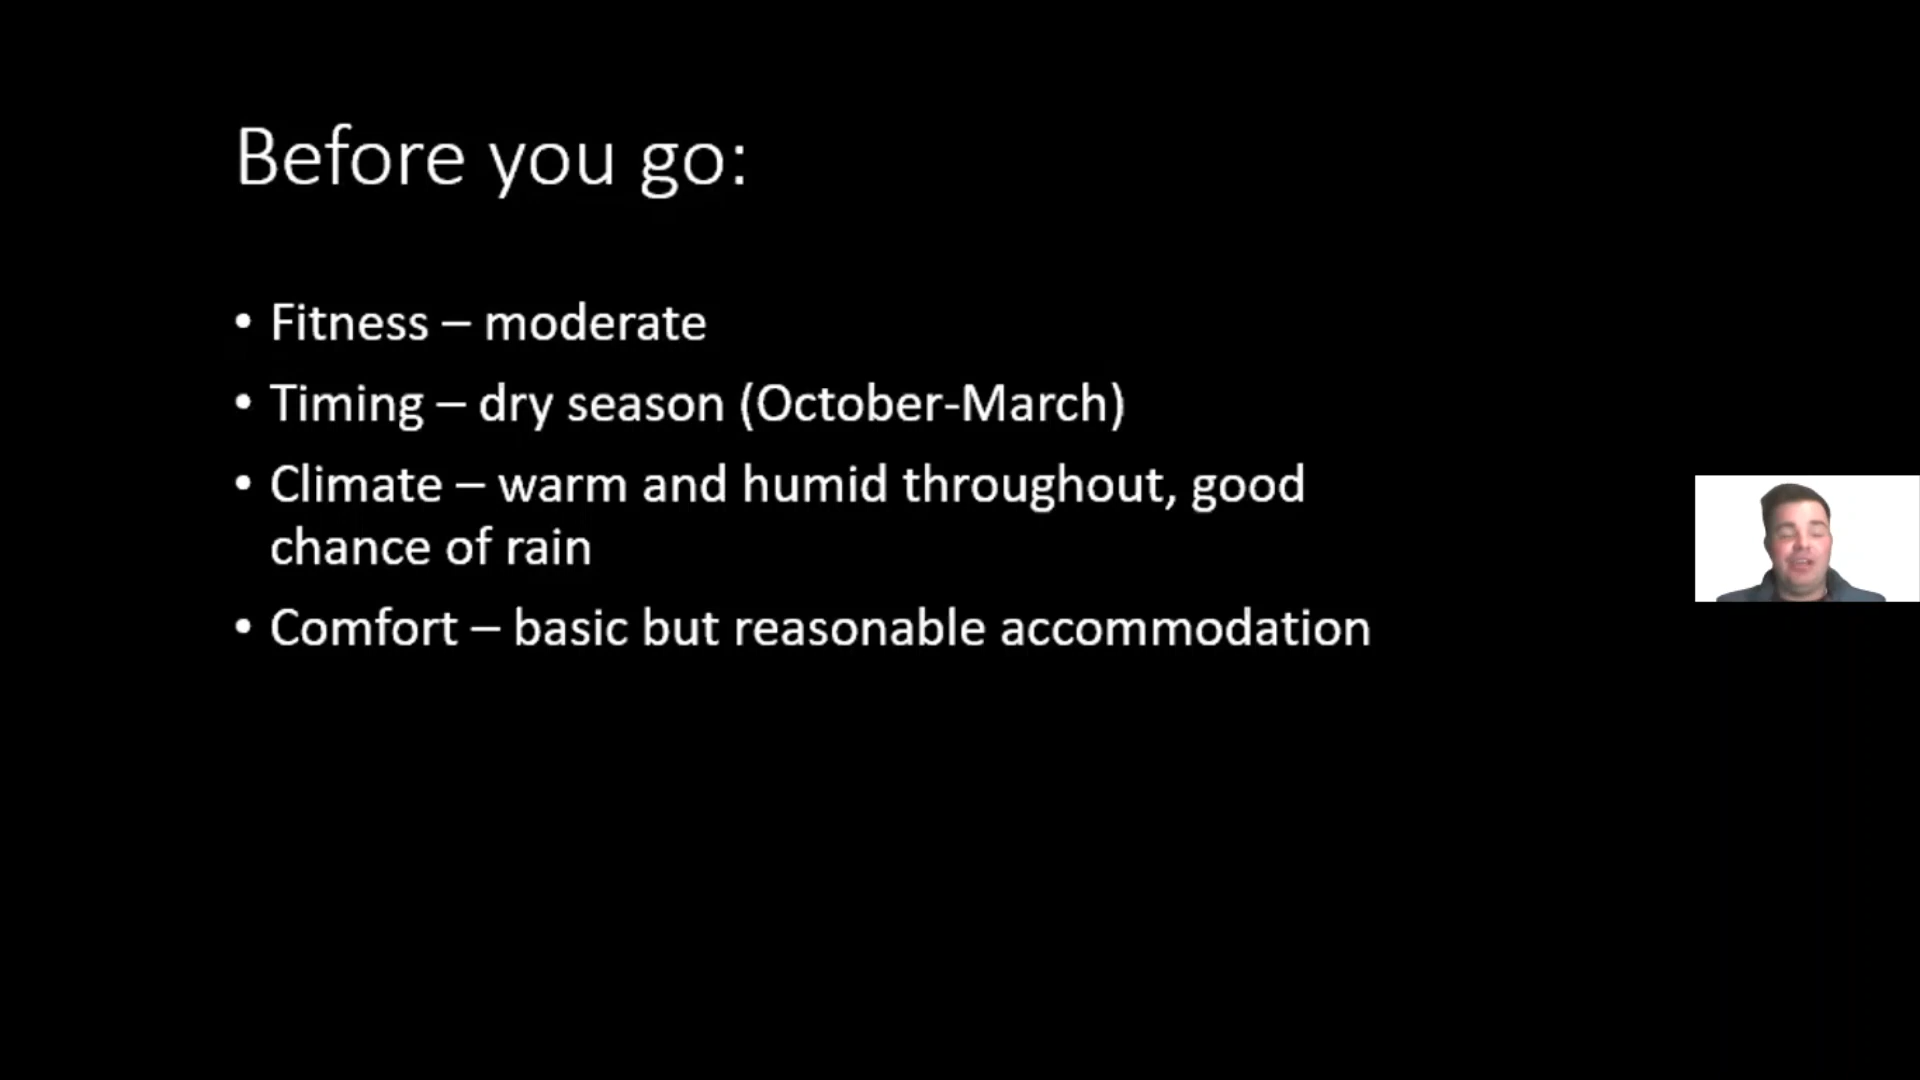 Before you go:
• Fitness – moderate
• Timing – dry season (October-March)
• Climate – warm and humid throughout, good
chance of rain
• Comfort – basic but reasonable accommodation